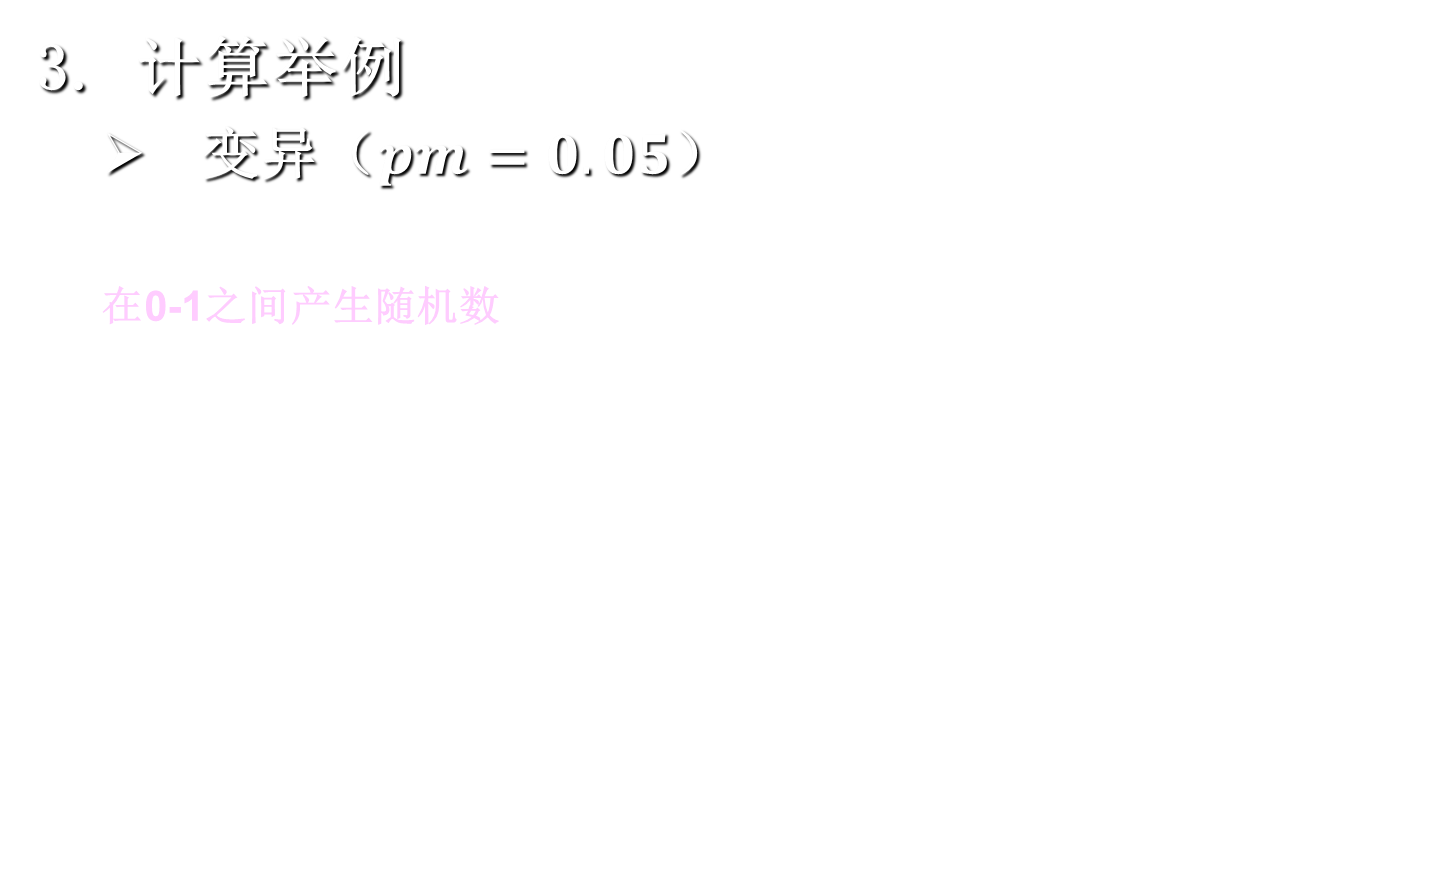 3. 计算举例
➢ 变异（pm = 0.05）
在0-1之间产生随机数